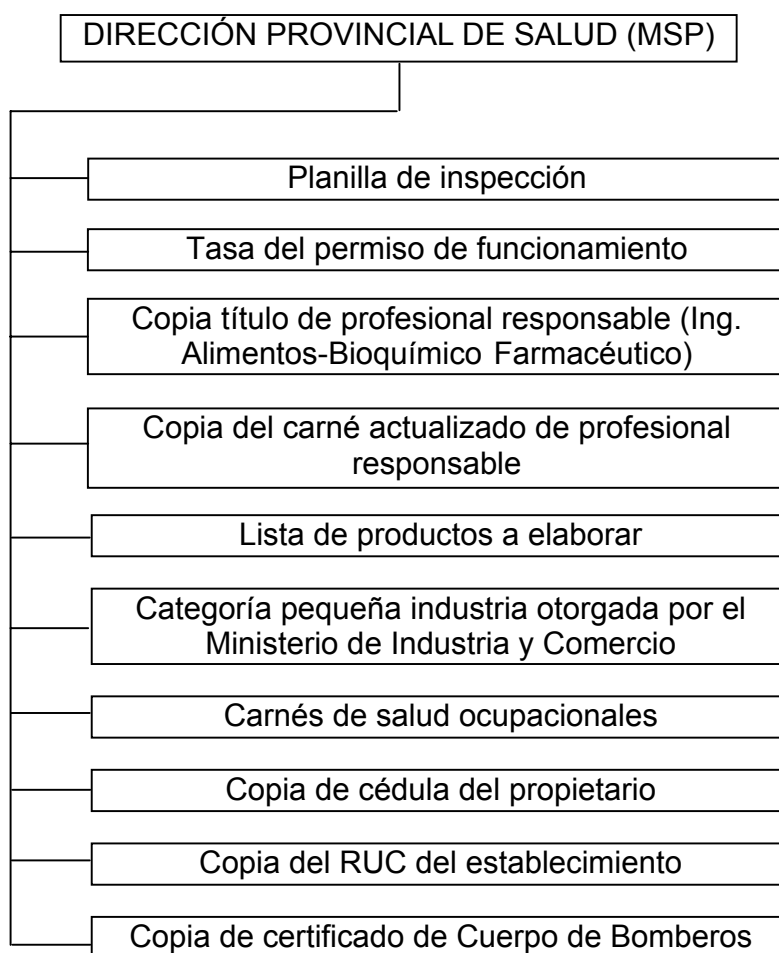 DIRECCIÓN PROVINCIAL DE SALUD (MSP)
Planilla de inspección
Tasa del permiso de funcionamiento
Copia título de profesional responsable (Ing.
Alimentos-Bioquímico Farmacéutico)
Copia del carné actualizado de profesional
responsable
Lista de productos a elaborar
Categoría pequeña industria otorgada por el
Ministerio de Industria y Comercio
Carnés de salud ocupacionales
Copia de cédula del propietario
Copia del RUC del establecimiento
Copia de certificado de Cuerpo de Bomberos